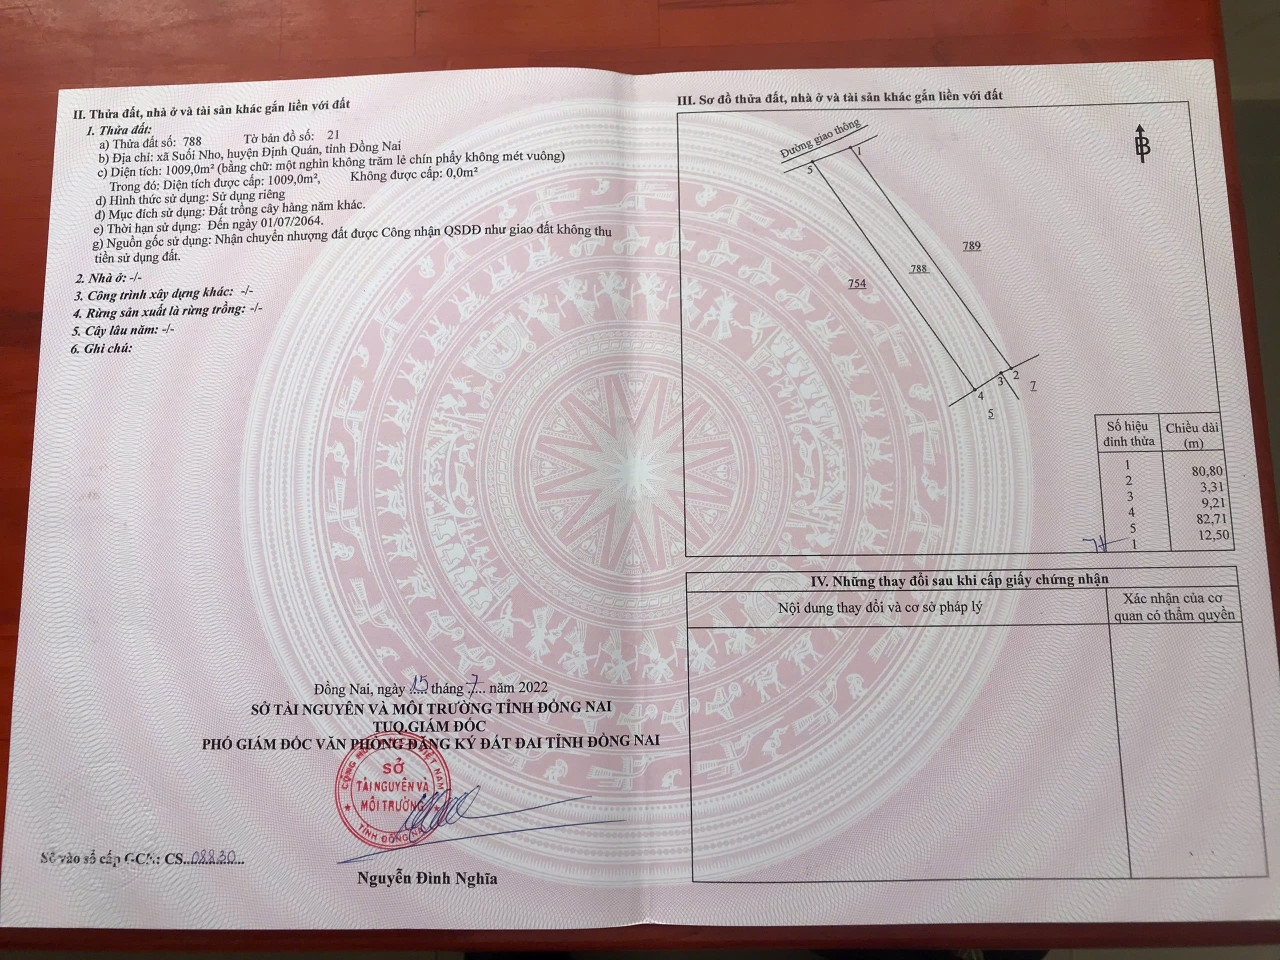 II. Thửa đất, nhà ở và tài sản khác gắn liền với đất
1. Thửa đất:
a) Thửa đất số: 788 Tờ bản đồ số: 21
b) Địa chỉ: xã Suối Nho, huyện Định Quán, tỉnh Đồng Nai
c) Diện tích: 1009,0m² (bằng chữ: một nghìn không trăm lẻ chín phẩy không mét vuông)
Trong đó: Diện tích được cấp: 1009,0m², Không được cấp: 0,0m²
d) Hình thức sử dụng: Sử dụng riêng
đ) Mục đích sử dụng: Đất trồng cây hàng năm khác.
e) Thời hạn sử dụng: Đến ngày 01/07/2064.
g) Nguồn gốc sử dụng: Nhận chuyển nhượng đất được Công nhận QSDĐ như giao đất không thu
tiền sử dụng đất.
2. Nhà ở: -/-
3. Công trình xây dựng khác: -/-
4. Rừng sản xuất là rừng trồng: -/-
5. Cây lâu năm: -/-
6. Ghi chú:
Đồng Nai, ngày 15 tháng 7 năm 2022
SỞ TÀI NGUYÊN VÀ MÔI TRƯỜNG TỈNH ĐỒNG NAI
TUQ.GIÁM ĐỐC
PHÓ GIÁM ĐỐC VĂN PHÒNG ĐĂNG KÝ ĐẤT ĐAI TỈNH ĐỒNG NAI
SỞ
TÀI NGUYÊN VÀ
MÔI TRƯỜNG
TỈNH ĐỒNG NAI
Nguyễn Đình Nghĩa
Số vào sổ cấp GCN: CS..08830...
III. Sơ đồ thửa đất, nhà ở và tài sản khác gắn liền với đất
Đường giao thông
1
5
B
789
788
754
2
3
4
7
5
Số hiệu đỉnh thửa Chiều dài (m)
1
80,80
2
3,31
3
9,21
4
82,71
5
12,50
1
IV. Những thay đổi sau khi cấp giấy chứng nhận
Nội dung thay đổi và cơ sở pháp lý
Xác nhận của cơ
quan có thẩm quyền